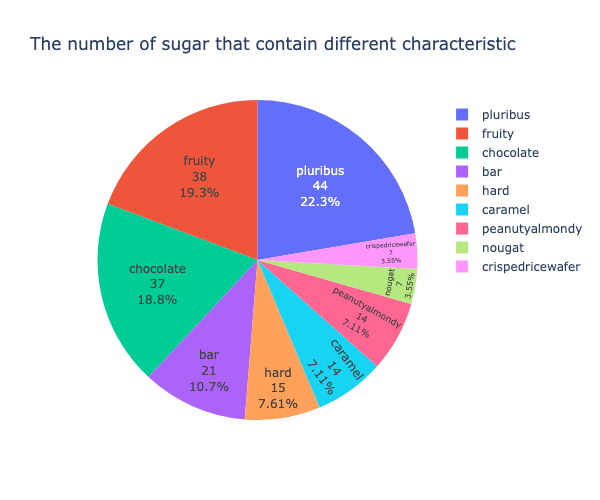 The number of sugar that contain different characteristic
pluribus
44
22.3%
fruity
38
19.3%
chocolate
37
18.8%
bar
21
10.7%
hard
15
7.61%
caramel
14
7.11%
peanutyalmondy
14
7.11%
nougat
7
3.55%
crispedricewafer
7
3.55%
pluribus
fruity
chocolate
bar
hard
caramel
peanutyalmondy
nougat
crispedricewafer